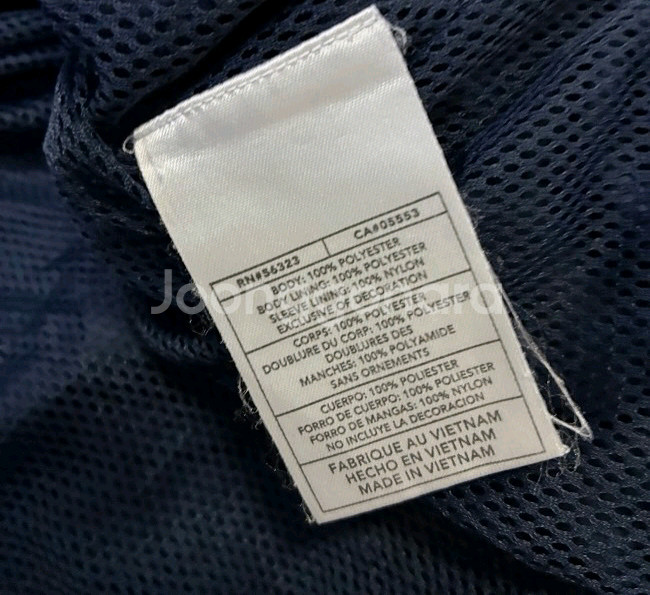 RN#56323 CA#05553
BODY: 100% POLYESTER
BODY LINING: 100% POLYESTER
SLEEVE LINING: 100% NYLON
EXCLUSIVE OF DECORATION
CORPS: 100% POLYESTER
DOUBLURE DU CORP: 100% POLYESTER
DOUBLURES DES
MANCHES: 100% POLYAMIDE
SANS ORNEMENTS
CUERPO: 100% POLIESTER
FORRO DE CUERPO: 100% POLIESTER
FORRO DE MANGAS: 100% NYLON
NO INCLUYE LA DECORACION
FABRIQUE AU VIETNAM
HECHO EN VIETNAM
MADE IN VIETNAM